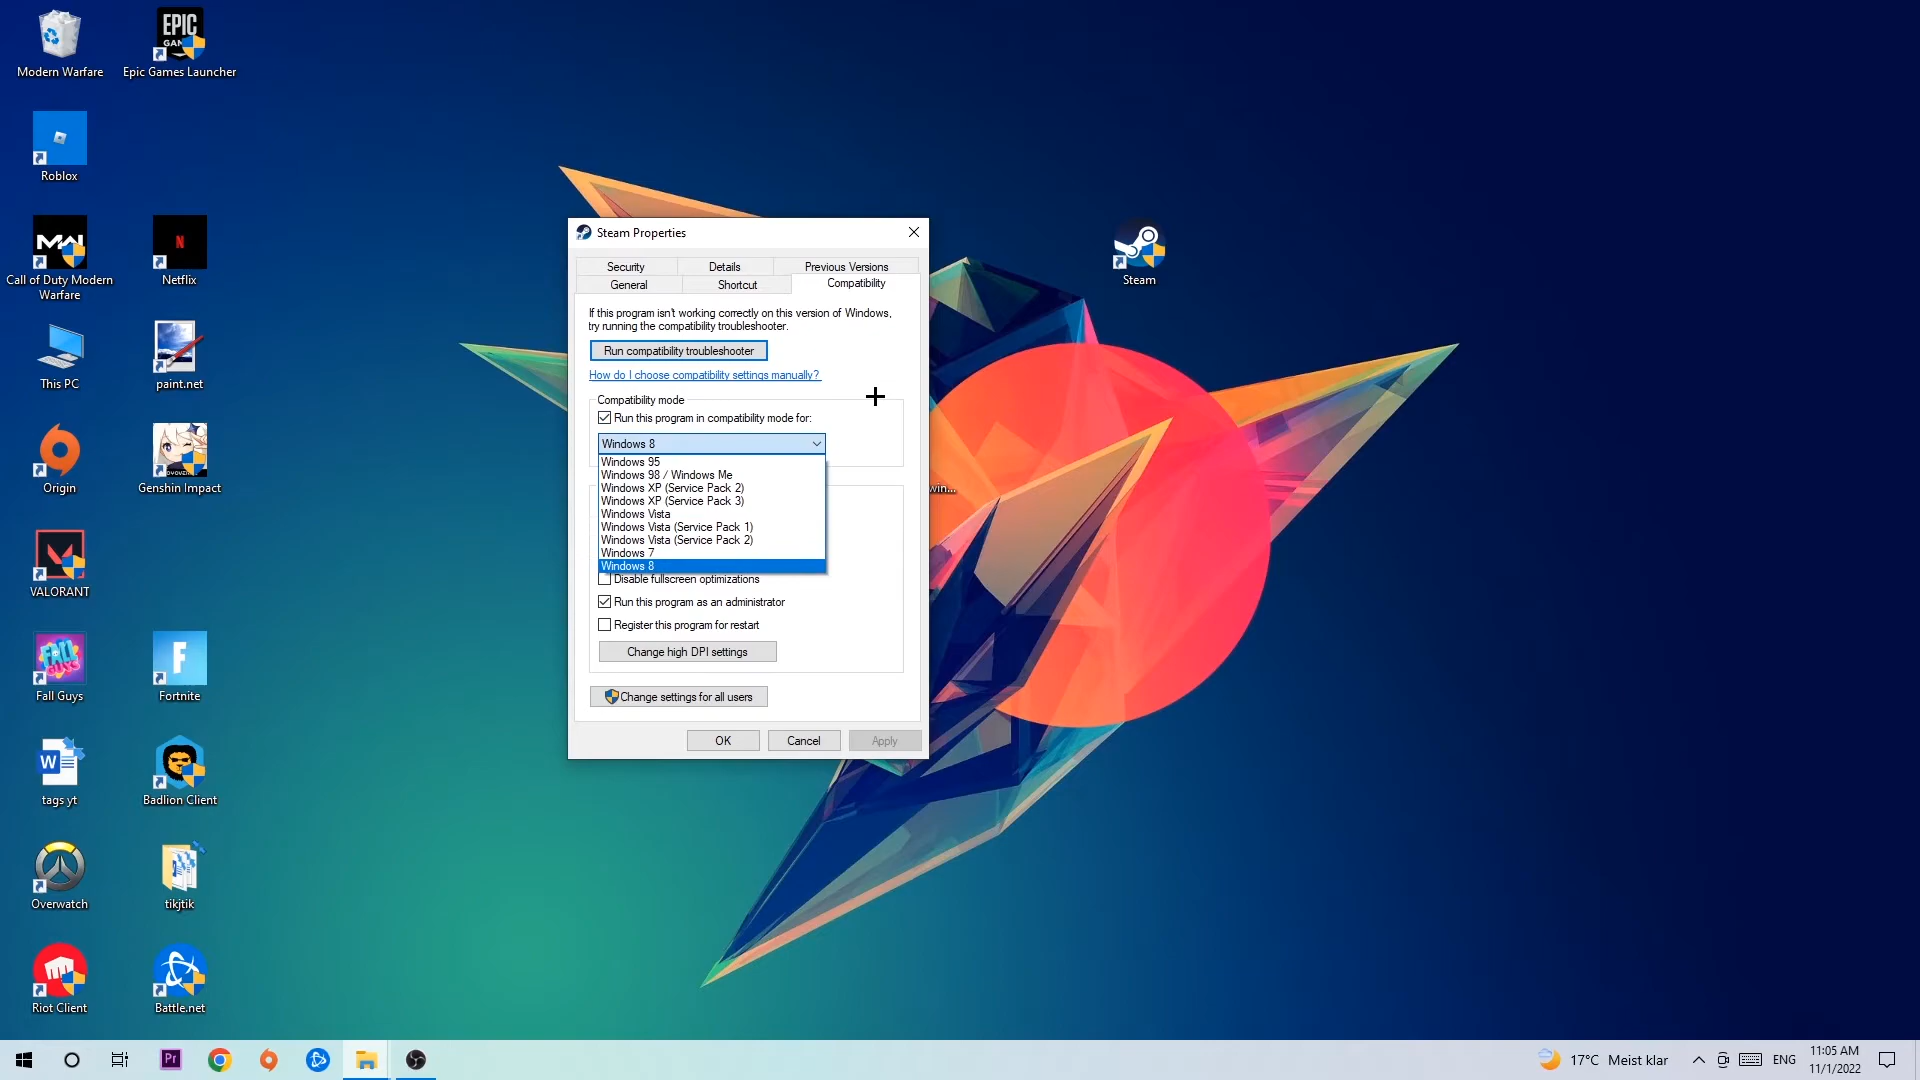 Modern Warfare
EPIC
GAMES
Epic Games Launcher
Roblox
MW
Call of Duty Modern
Warfare
N
Netflix
This PC
paint.net
Origin
Genshin Impact
VALORANT
FALL
GUYS
Fall Guys
F
Fortnite
W
tags yt
Badlion Client
Overwatch
tikjtik
Riot Client
Battle.net
Steam
win...
Steam Properties
Security
Details
Previous Versions
General
Shortcut
Compatibility
If this program isn't working correctly on this version of Windows,
try running the compatibility troubleshooter.
Run compatibility troubleshooter
How do I choose compatibility settings manually?
Compatibility mode
Run this program in compatibility mode for:
Windows 8
Windows 95
Windows 98 / Windows Me
Windows XP (Service Pack 2)
Windows XP (Service Pack 3)
Windows Vista
Windows Vista (Service Pack 1)
Windows Vista (Service Pack 2)
Windows 7
Windows 8
Disable fullscreen optimizations
Run this program as an administrator
Register this program for restart
Change high DPI settings
Change settings for all users
OK
Cancel
Apply
Pr
17°C Meist klar
ENG
11:05 AM
11/1/2022